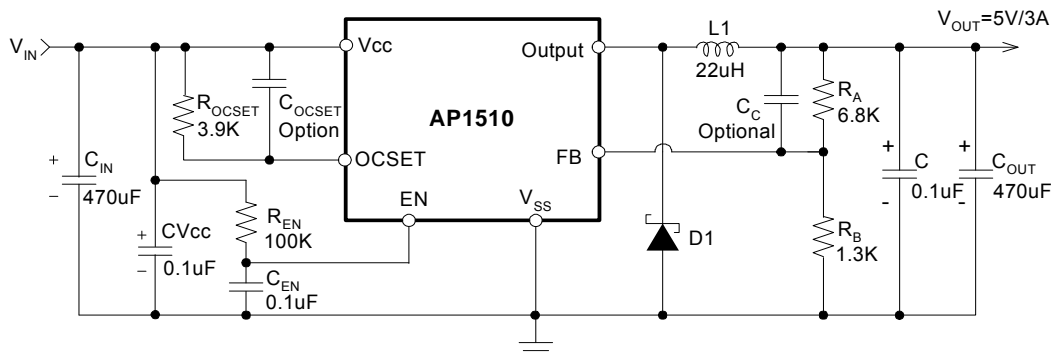 V_IN
Vcc
Output
L1
22uH
V_OUT=5V/3A
R_OCSET
3.9K
C_OCSET
Option
AP1510
C_C
Optional
R_A
6.8K
OCSET
FB
+
C_IN
470uF
−
EN
V_SS
R_EN
100K
+
CVcc
0.1uF
−
C_EN
0.1uF
D1
R_B
1.3K
+
C
0.1uF
-
+
C_OUT
470uF
-